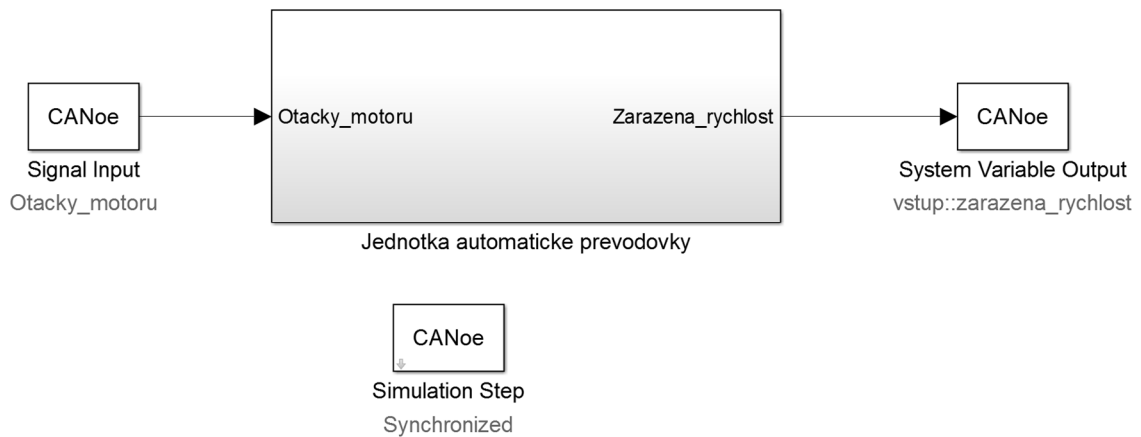 CANoe
Signal Input
Otacky_motoru
Otacky_motoru
Zarazena_rychlost
Jednotka automaticke prevodovky
CANoe
System Variable Output
vstup::zarazena_rychlost
CANoe
Simulation Step
Synchronized